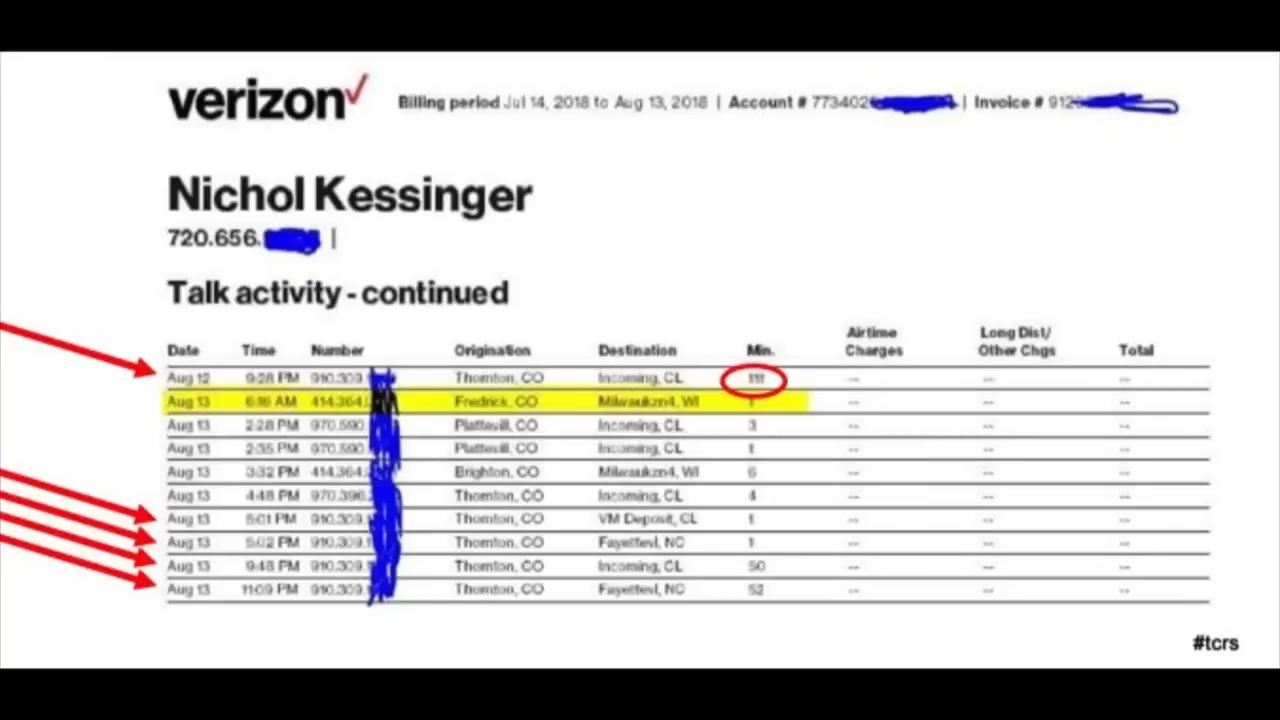 verizon✓ Billing period Jul 14, 2018 to Aug 13, 2018 | Account # 773402 | Invoice # 912
Nichol Kessinger
720.656. |
Talk activity - continued
Airtime Long Dist/
Date Time Number Origination Destination Min. Charges Other Chgs Total
Aug 12 9:28 PM 910.309. Thornton, CO Incoming, CL 111 -- -- --
Aug 13 6:16 AM 414.364. Fredrick, CO Milwaukzn4, WI 1 -- -- --
Aug 13 2:28 PM 970.590. Plattevill, CO Incoming, CL 3 -- -- --
Aug 13 2:35 PM 970.590. Plattevill, CO Incoming, CL 1 -- -- --
Aug 13 3:32 PM 414.364. Brighton, CO Milwaukzn4, WI 6 -- -- --
Aug 13 4:48 PM 970.396. Thornton, CO Incoming, CL 4 -- -- --
Aug 13 5:01 PM 910.309. Thornton, CO VM Deposit, CL 1 -- -- --
Aug 13 5:02 PM 910.309. Thornton, CO Fayettevl, NC 1 -- -- --
Aug 13 9:48 PM 910.309. Thornton, CO Incoming, CL 50 -- -- --
Aug 13 11:09 PM 910.309. Thornton, CO Fayettevl, NC 52 -- -- --
#tcrs